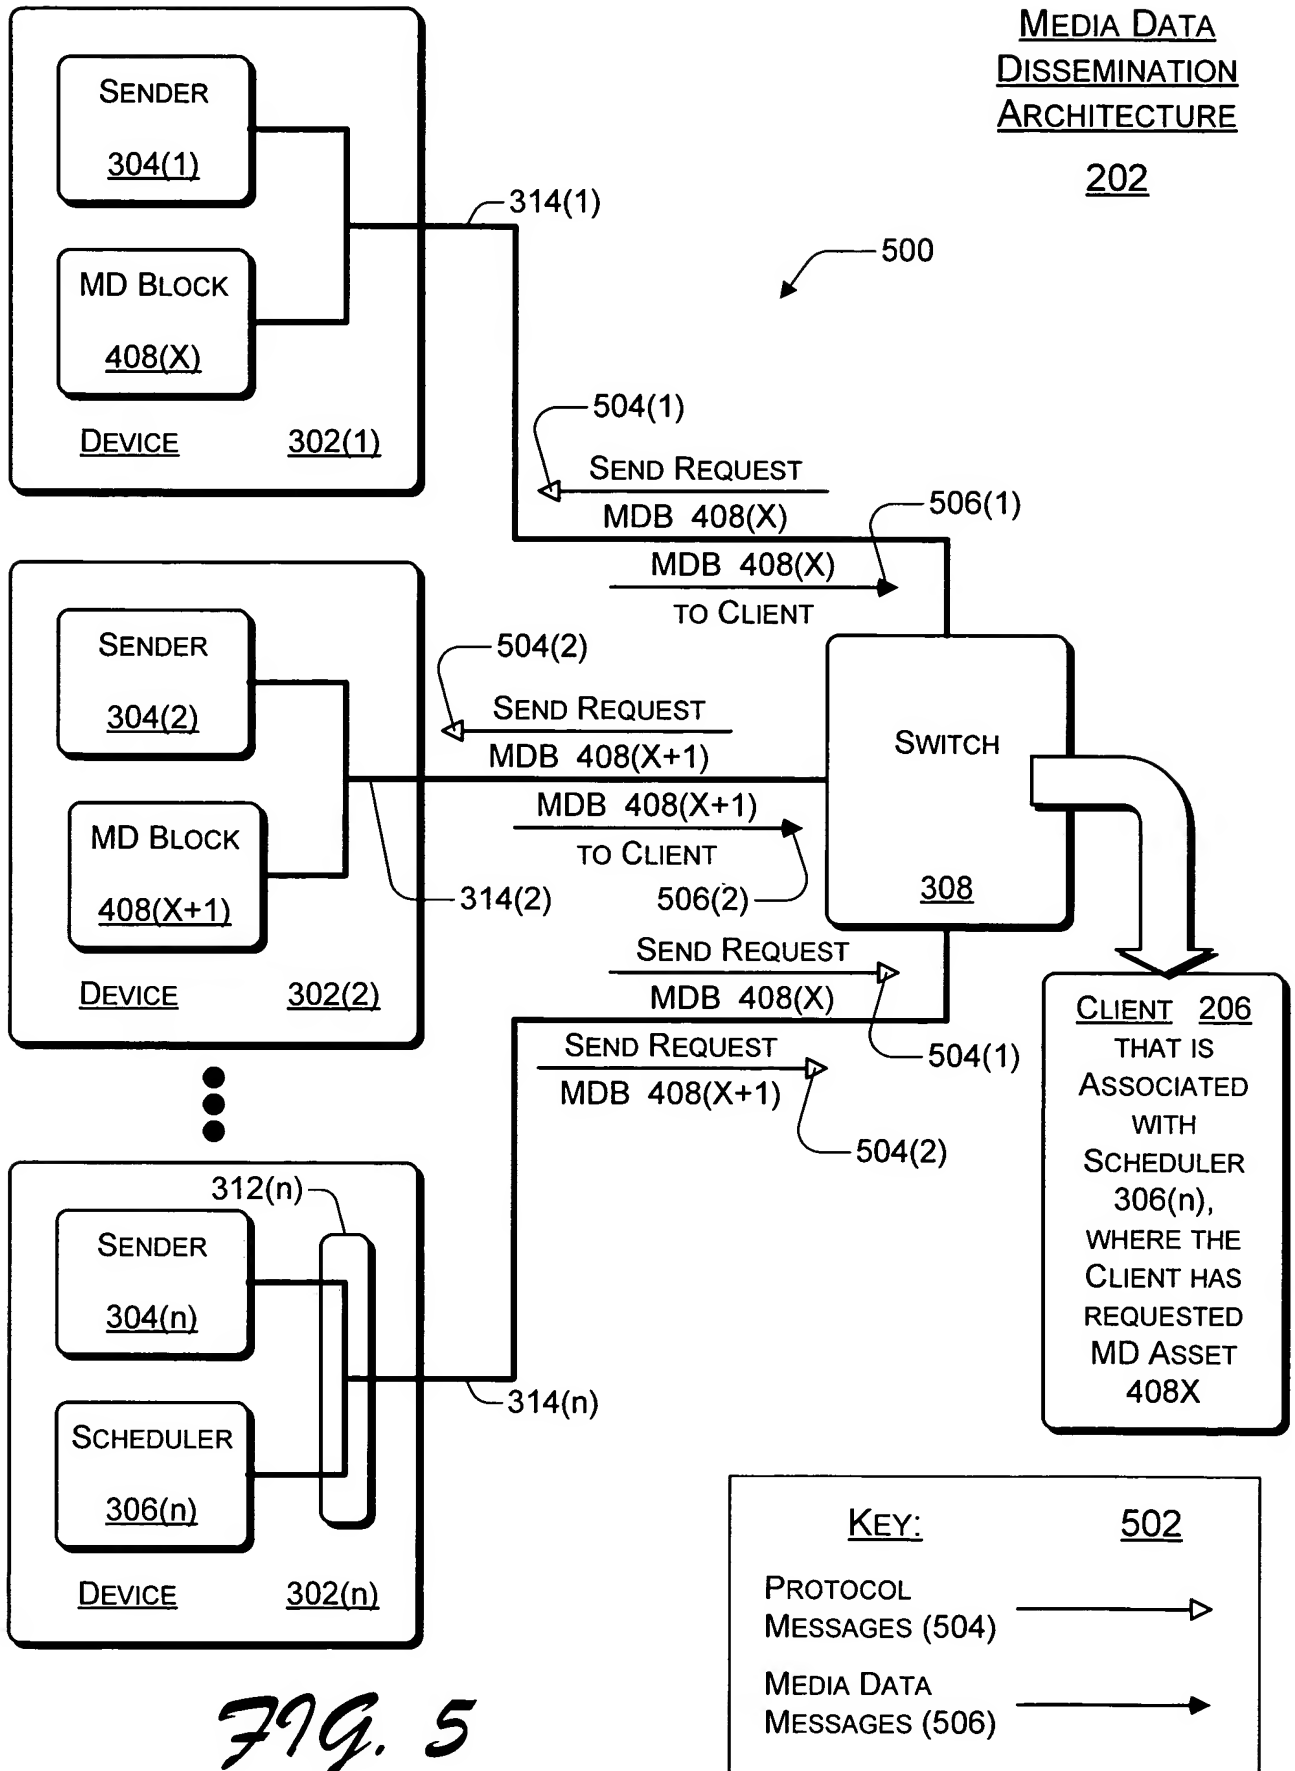 MEDIA DATA
DISSEMINATION
ARCHITECTURE
202
SENDER
304(1)
MD BLOCK
408(X)
DEVICE 302(1)
314(1)
500
504(1)
SEND REQUEST
MDB 408(X)
506(1)
MDB 408(X)
TO CLIENT
SENDER
304(2)
MD BLOCK
408(X+1)
DEVICE 302(2)
314(2)
504(2)
SEND REQUEST
MDB 408(X+1)
MDB 408(X+1)
TO CLIENT
506(2)
SWITCH
308
SEND REQUEST
MDB 408(X)
504(1)
SEND REQUEST
MDB 408(X+1)
504(2)
CLIENT 206
THAT IS
ASSOCIATED
WITH
SCHEDULER
306(n),
WHERE THE
CLIENT HAS
REQUESTED
MD ASSET
408X
312(n)
SENDER
304(n)
SCHEDULER
306(n)
DEVICE 302(n)
314(n)
KEY: 502
PROTOCOL
MESSAGES (504)
MEDIA DATA
MESSAGES (506)
FIG. 5